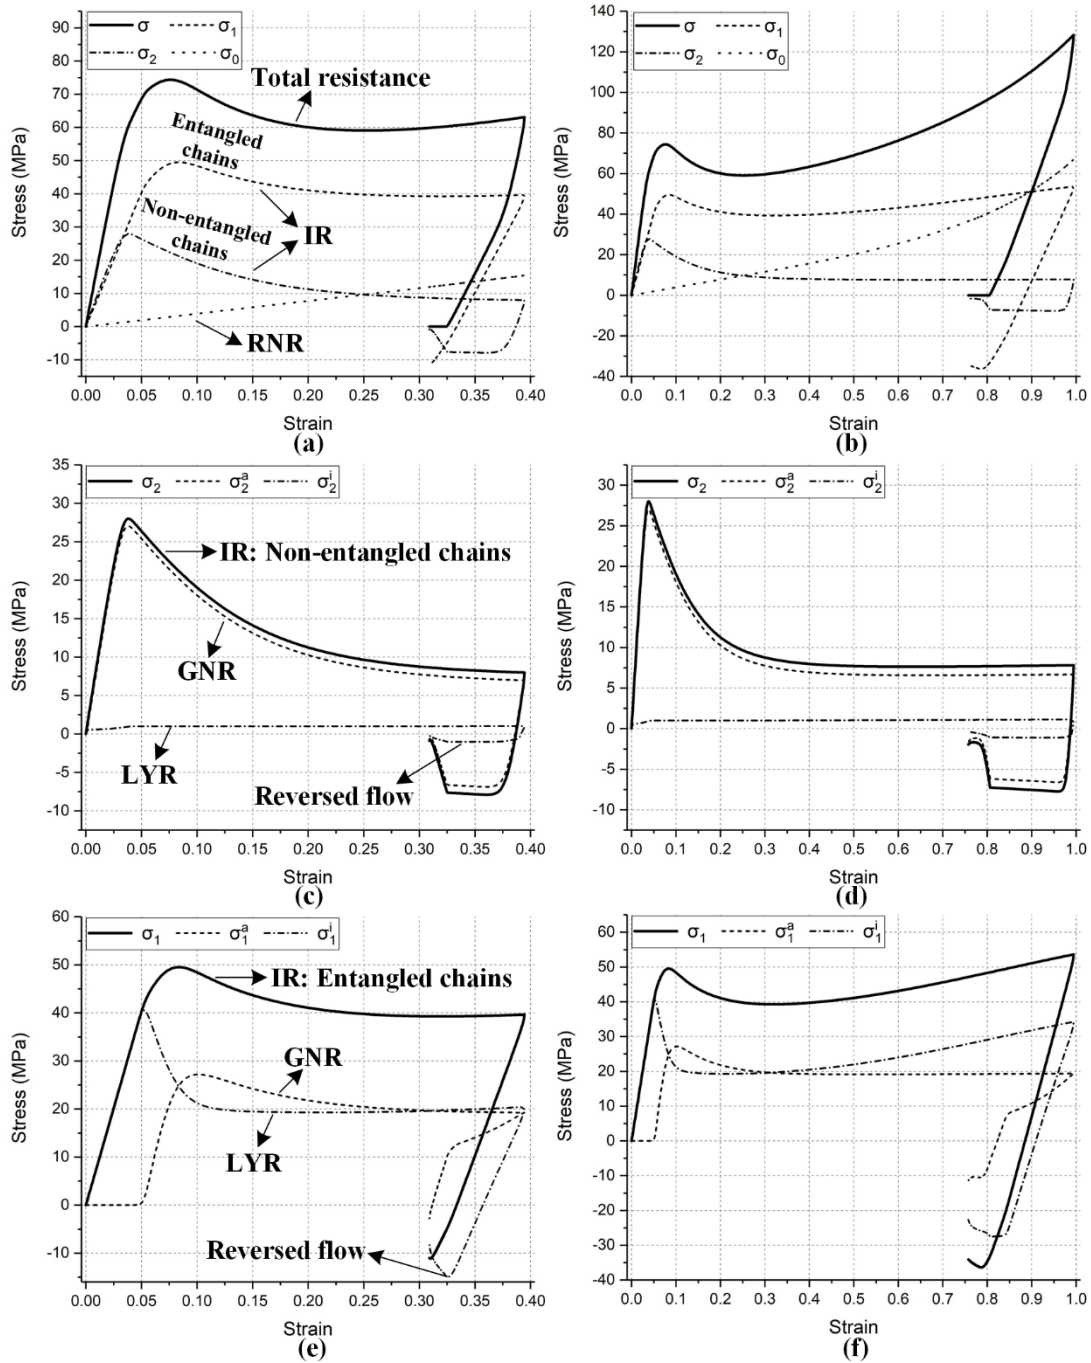 σ σ1
σ2 σ0
Total resistance
Entangled
chains
Non-entangled
chains
IR
RNR
Stress (MPa)
90
80
70
60
50
40
30
20
10
0
-10
0.00 0.05 0.10 0.15 0.20 0.25 0.30 0.35 0.40
Strain
(a)
σ σ1
σ2 σ0
Stress (MPa)
140
120
100
80
60
40
20
0
-20
-40
0.0 0.1 0.2 0.3 0.4 0.5 0.6 0.7 0.8 0.9 1.0
Strain
(b)
σ2 σ2^a σ2^i
IR: Non-entangled chains
GNR
LYR
Reversed flow
Stress (MPa)
35
30
25
20
15
10
5
0
-5
-10
0.00 0.05 0.10 0.15 0.20 0.25 0.30 0.35 0.40
Strain
(c)
σ2 σ2^a σ2^i
Stress (MPa)
30
25
20
15
10
5
0
-5
-10
0.0 0.1 0.2 0.3 0.4 0.5 0.6 0.7 0.8 0.9 1.0
Strain
(d)
σ1 σ1^a σ1^i
IR: Entangled chains
GNR
LYR
Reversed flow
Stress (MPa)
60
50
40
30
20
10
0
-10
0.00 0.05 0.10 0.15 0.20 0.25 0.30 0.35 0.40
Strain
(e)
σ1 σ1^a σ1^i
Stress (MPa)
60
50
40
30
20
10
0
-10
-20
-30
-40
0.0 0.1 0.2 0.3 0.4 0.5 0.6 0.7 0.8 0.9 1.0
Strain
(f)